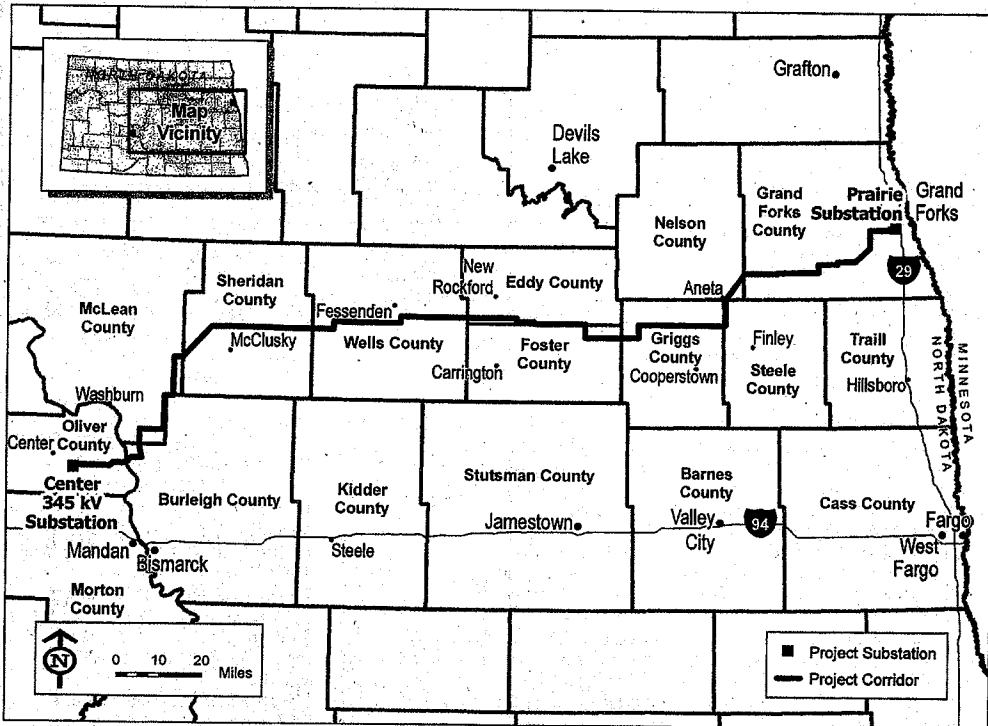 NORTH DAKOTA
Map
Vicinity
Grafton
Devils
Lake
Grand
Forks
County
Prairie
Substation
Grand
Forks
Nelson
County
29
New
Rockford
Eddy County
Sheridan
County
Aneta
McLean
County
Fessenden
McClusky
Wells County
Foster
County
Griggs
County
Cooperstown
Finley
Steele
County
Traill
County
Hillsboro
Carrington
MINNESOTA
NORTH DAKOTA
Washburn
Oliver
County
Center
Center
345 kV
Substation
Burleigh County
Kidder
County
Stutsman County
Barnes
County
Cass County
Jamestown
Valley
City
94
Fargo
West
Fargo
Mandan
Bismarck
Steele
Morton
County
N
0 10 20
Miles
Project Substation
Project Corridor